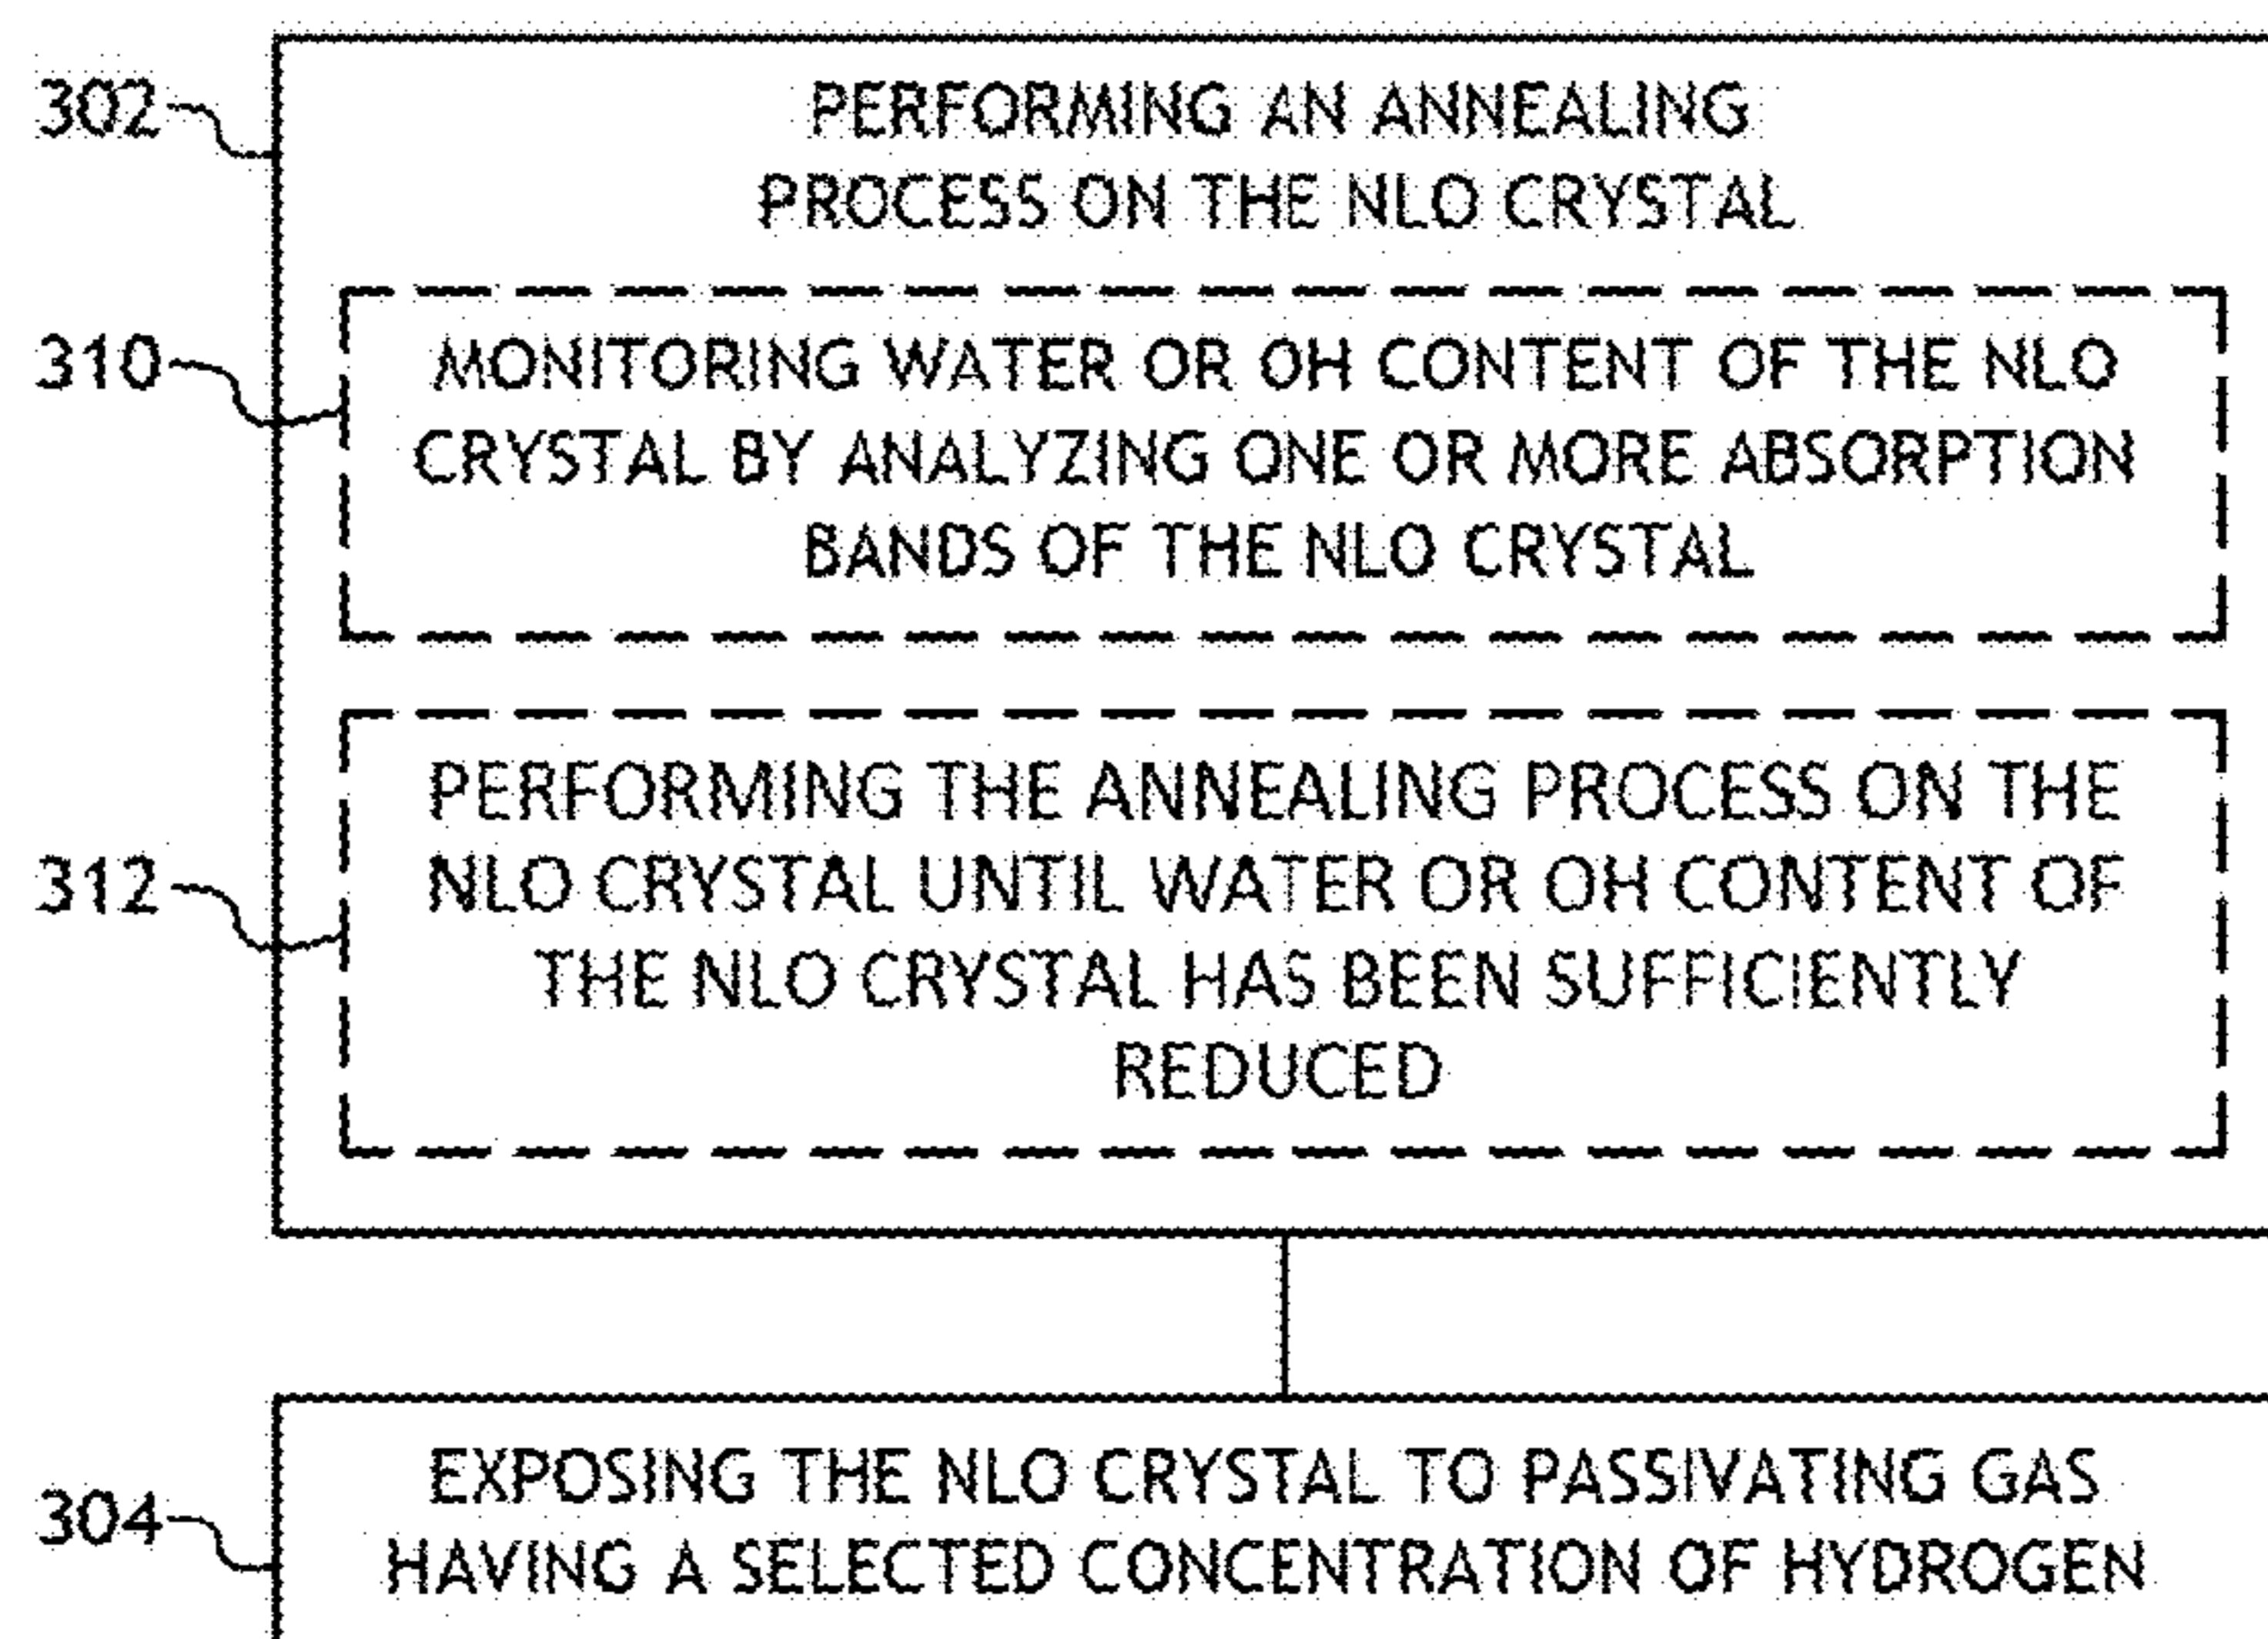 302
PERFORMING AN ANNEALING
PROCESS ON THE NLO CRYSTAL
310
MONITORING WATER OR OH CONTENT OF THE NLO
CRYSTAL BY ANALYZING ONE OR MORE ABSORPTION
BANDS OF THE NLO CRYSTAL
312
PERFORMING THE ANNEALING PROCESS ON THE
NLO CRYSTAL UNTIL WATER OR OH CONTENT OF
THE NLO CRYSTAL HAS BEEN SUFFICIENTLY
REDUCED
304
EXPOSING THE NLO CRYSTAL TO PASSIVATING GAS
HAVING A SELECTED CONCENTRATION OF HYDROGEN